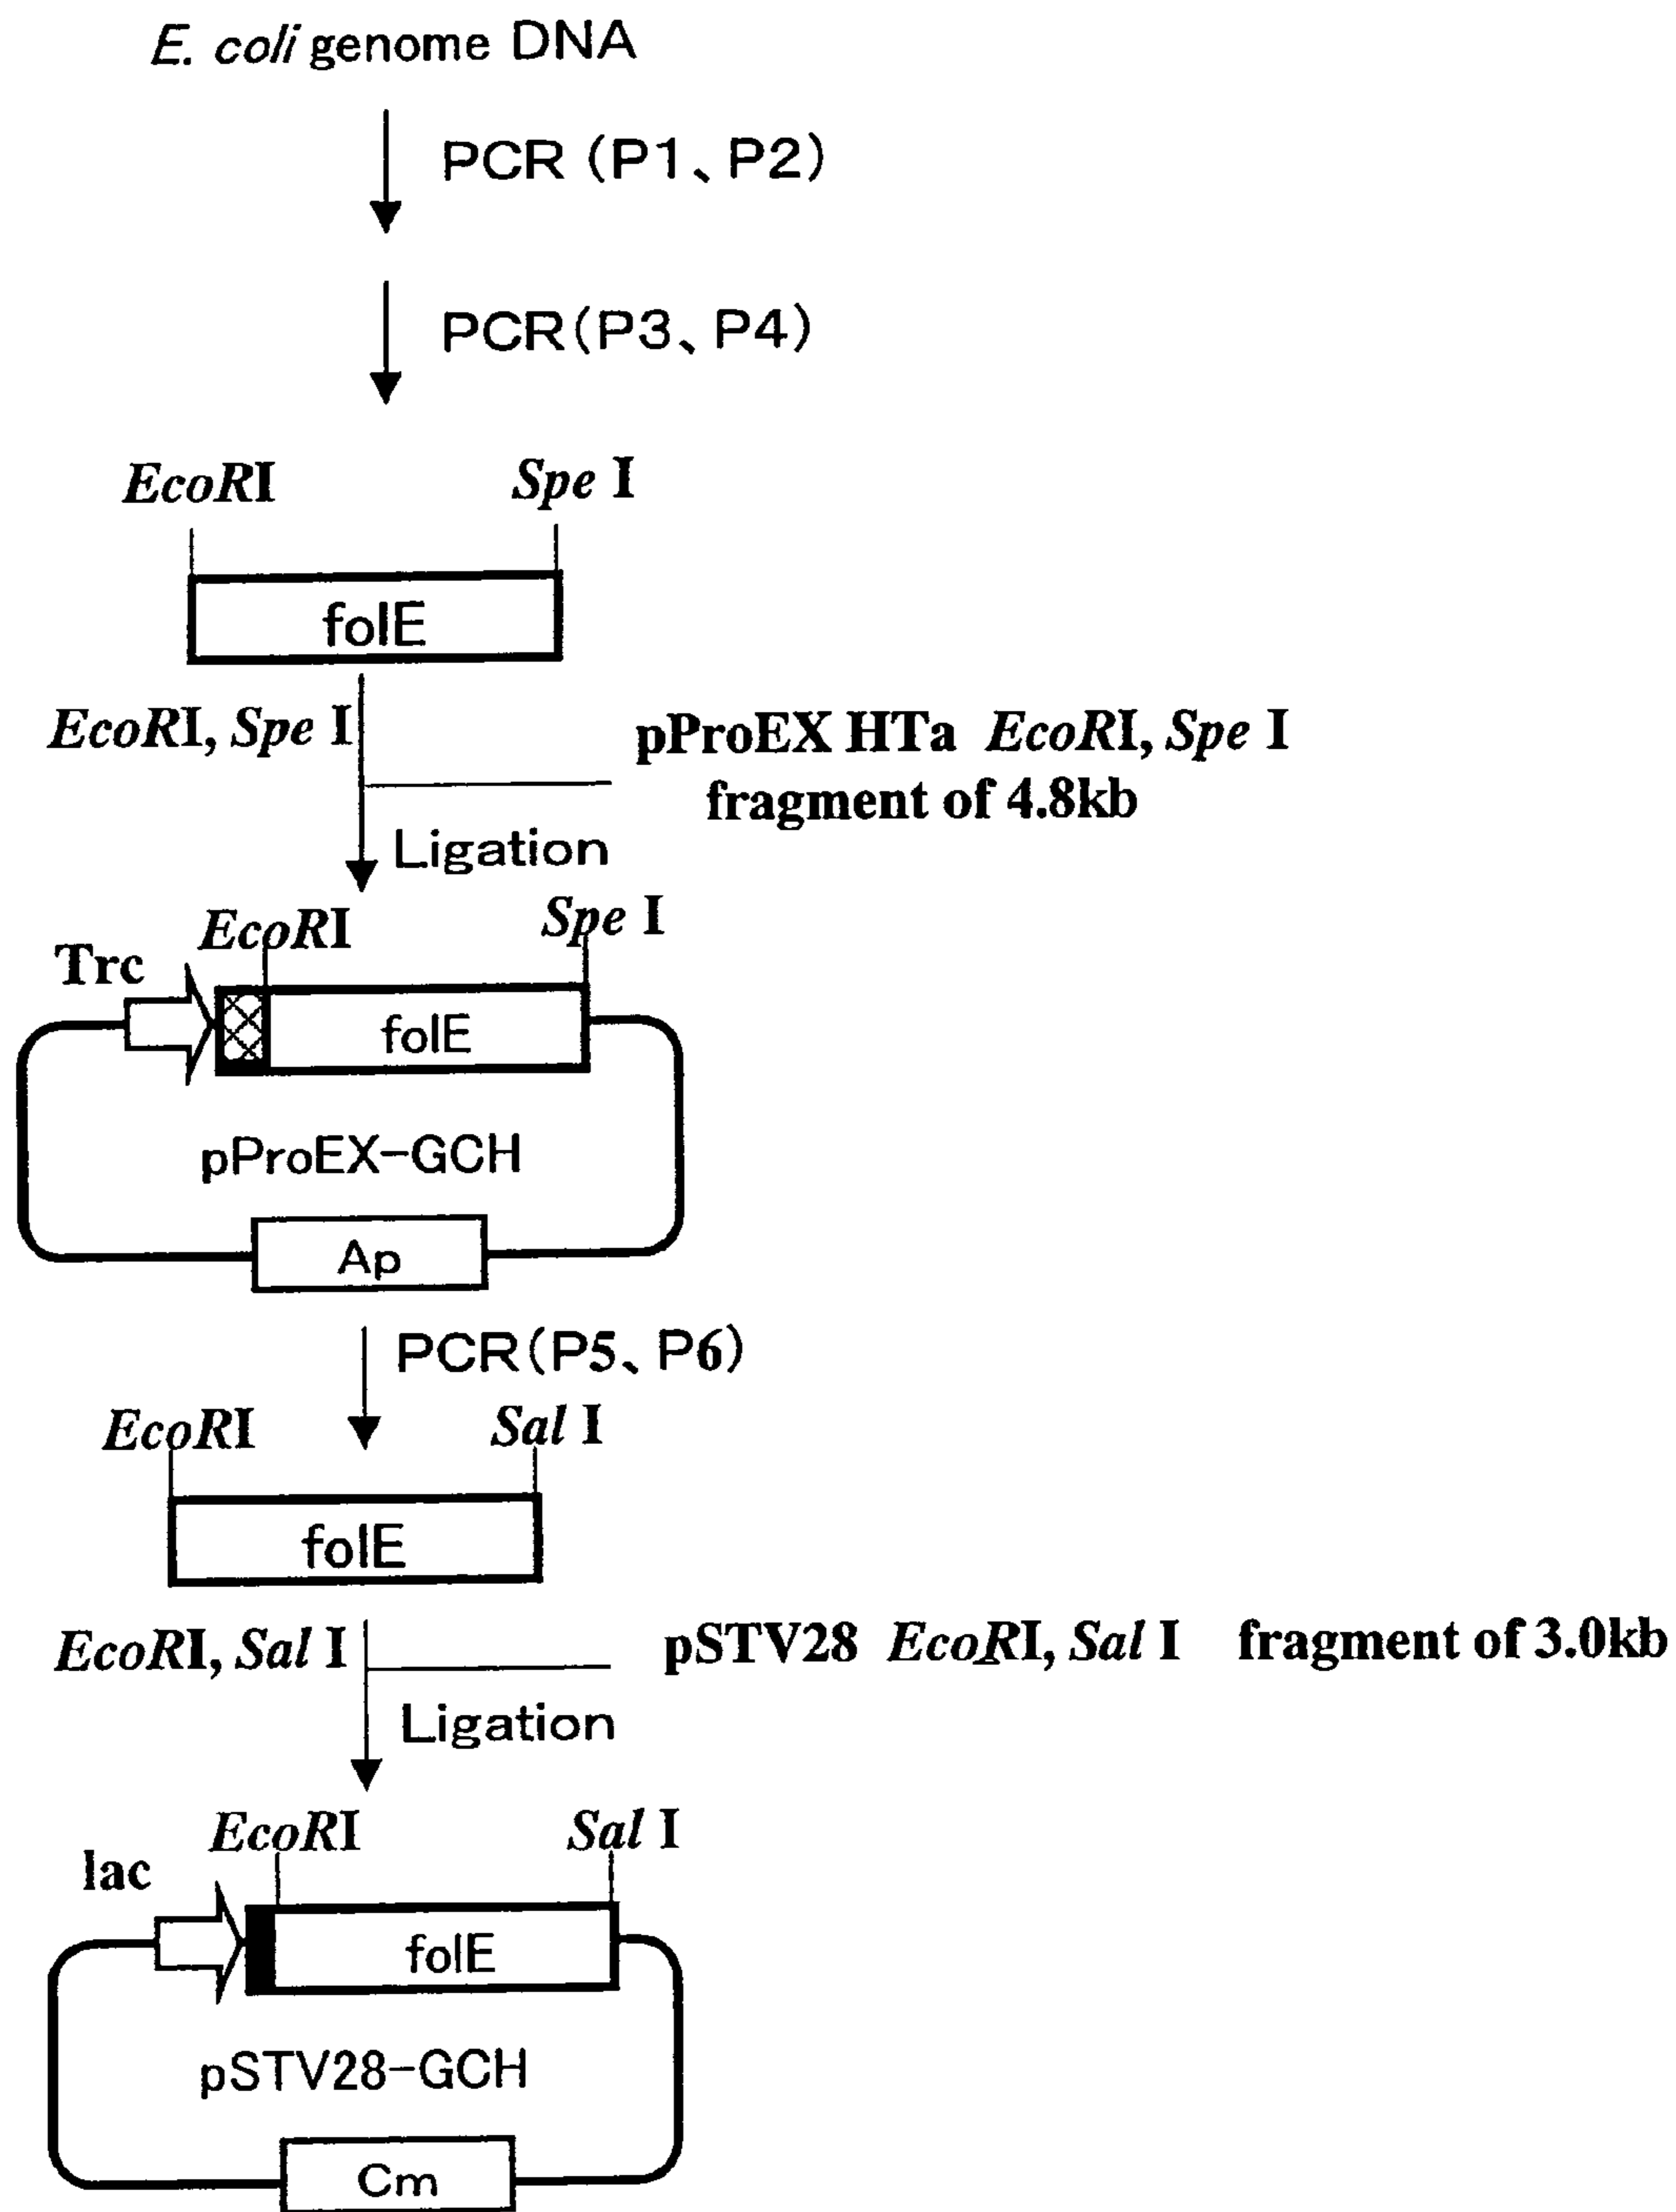 E. coli genome DNA
PCR (P1、P2)
PCR(P3、P4)
EcoRI Spe I
folE
EcoRI, Spe I
pProEX HTa EcoRI, Spe I
fragment of 4.8kb
Ligation
EcoRI Spe I
Trc
folE
pProEX-GCH
Ap
PCR(P5、P6)
EcoRI Sal I
folE
EcoRI, Sal I
pSTV28 EcoRI, Sal I fragment of 3.0kb
Ligation
EcoRI Sal I
lac
folE
pSTV28-GCH
Cm